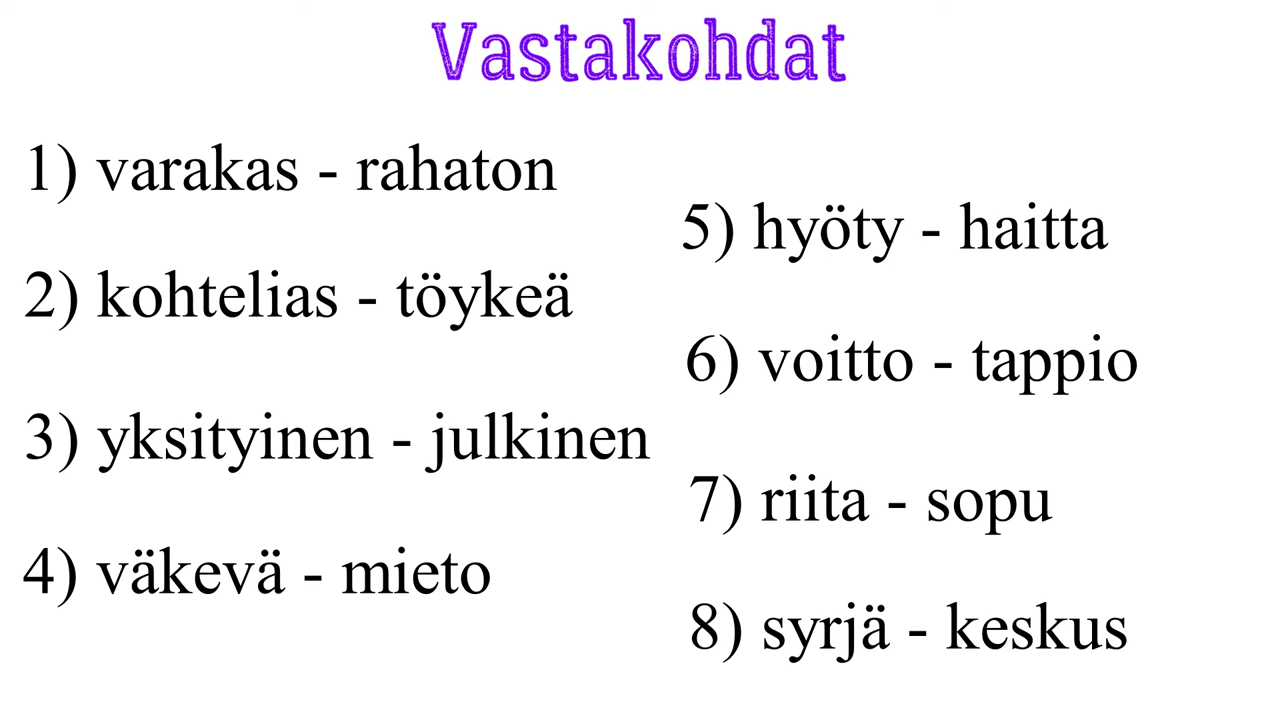 Vastakohdat
1) varakas - rahaton
2) kohtelias - töykeä
3) yksityinen - julkinen
4) väkevä - mieto
5) hyöty - haitta
6) voitto - tappio
7) riita - sopu
8) syrjä - keskus